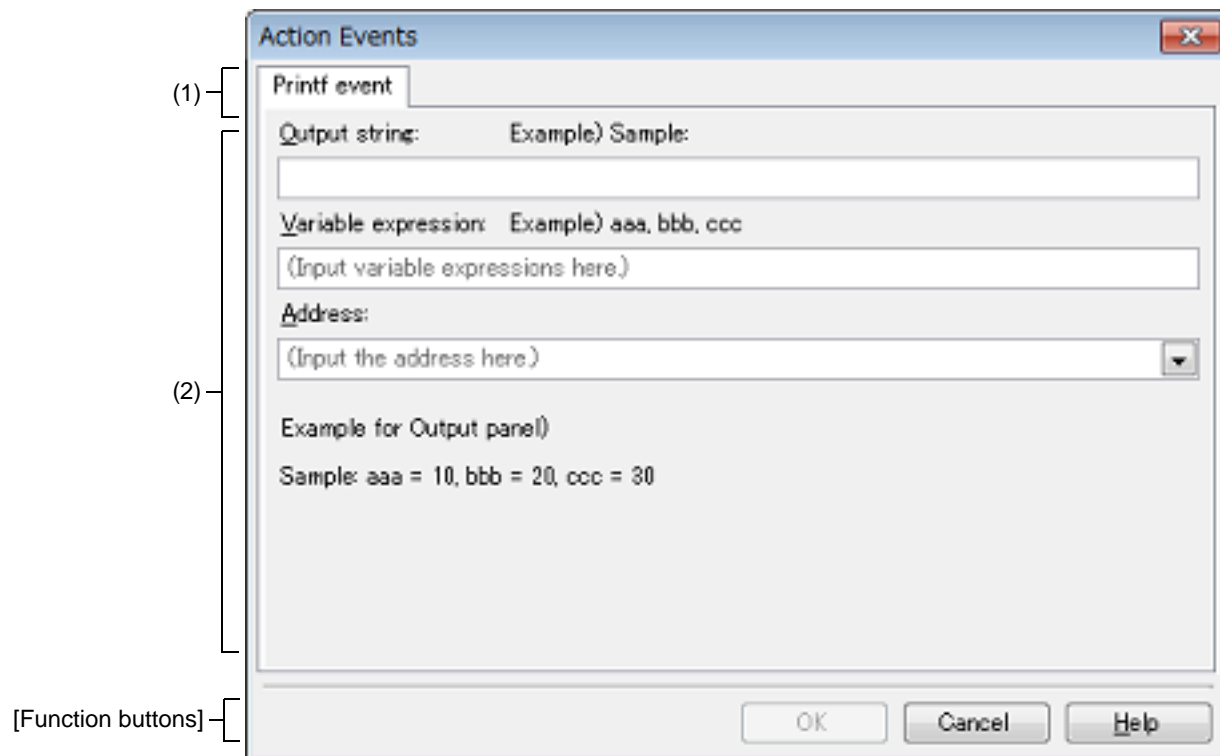 Action Events
(1)
Printf event
Output string: Example) Sample:
Variable expression: Example) aaa, bbb, ccc
(Input variable expressions here.)
Address:
(Input the address here.)
(2)
Example for Output panel)
Sample: aaa = 10, bbb = 20, ccc = 30
[Function buttons]
OK Cancel Help